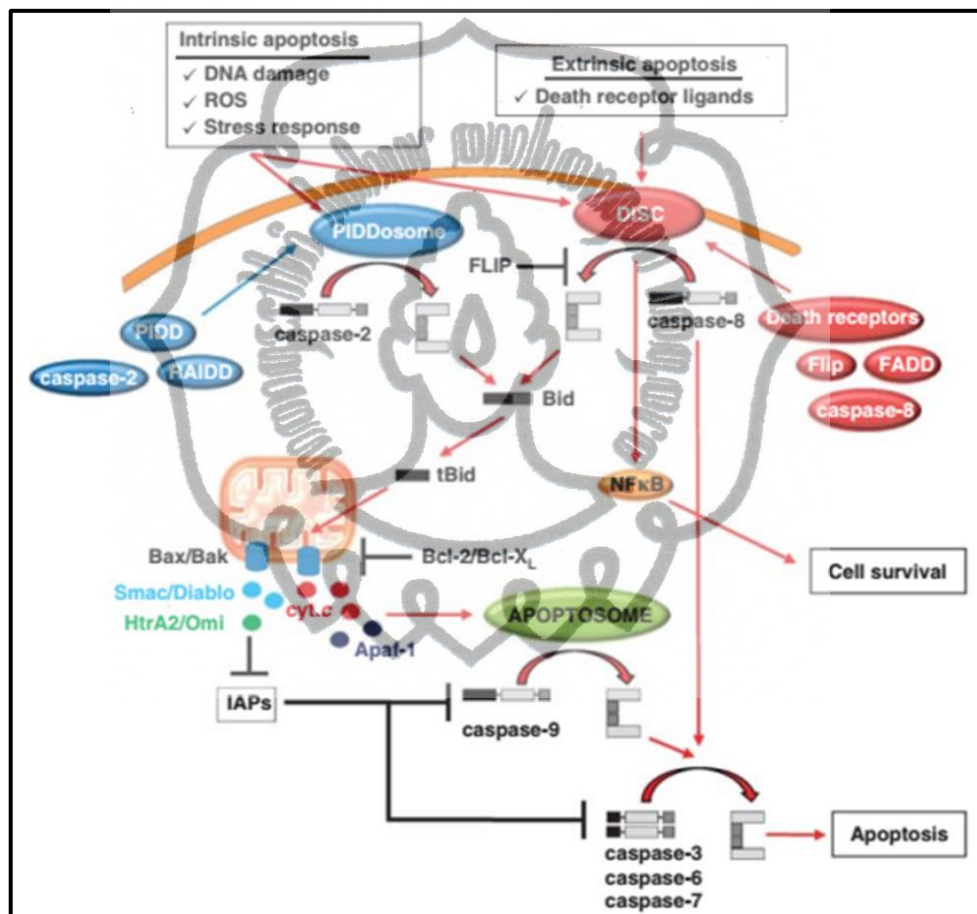 Intrinsic apoptosis
✓ DNA damage
✓ ROS
✓ Stress response
Extrinsic apoptosis
✓ Death receptor ligands
DISC
PIDDosome
FLIP
caspase-2
caspase-8
Death receptors
PIDD
caspase-2
RAIDD
Flip
FADD
caspase-8
Bid
tBid
NFκB
Bax/Bak
Bcl-2/Bcl-XL
Cell survival
Smac/Diablo
cyt.c
APOPTOSOME
HtrA2/Omi
Apaf-1
IAPs
caspase-9
Apoptosis
caspase-3
caspase-6
caspase-7